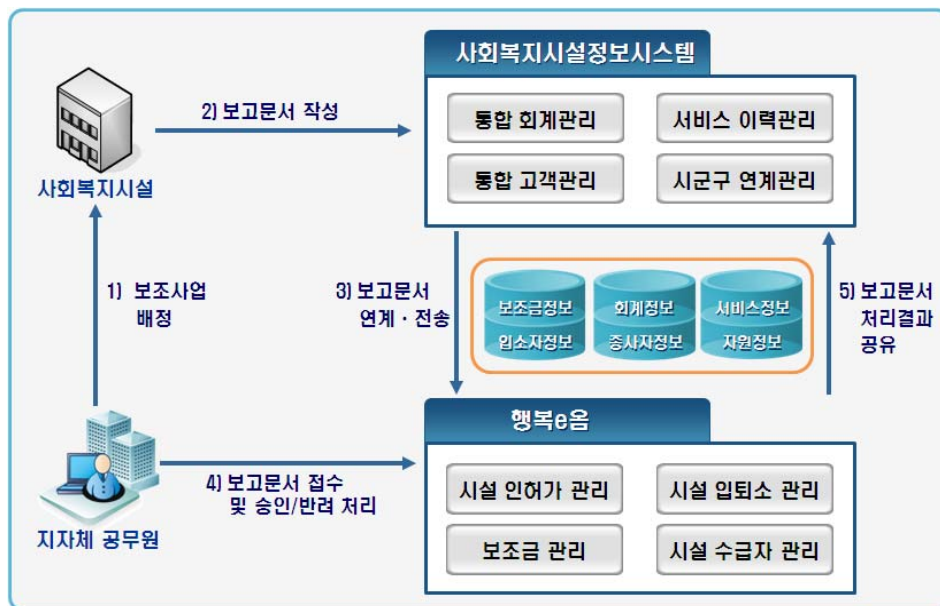 사회복지시설정보시스템
통합 회계관리
서비스 이력관리
통합 고객관리
시군구 연계관리
2) 보고문서 작성
사회복지시설
1) 보조사업
배정
3) 보고문서
연계 · 전송
보조금정보
입소자정보
회계정보
종사자정보
서비스정보
자원정보
5) 보고문서
처리결과
공유
행복e음
시설 인허가 관리
시설 입퇴소 관리
보조금 관리
시설 수급자 관리
4) 보고문서 접수
및 승인/반려 처리
지자체 공무원